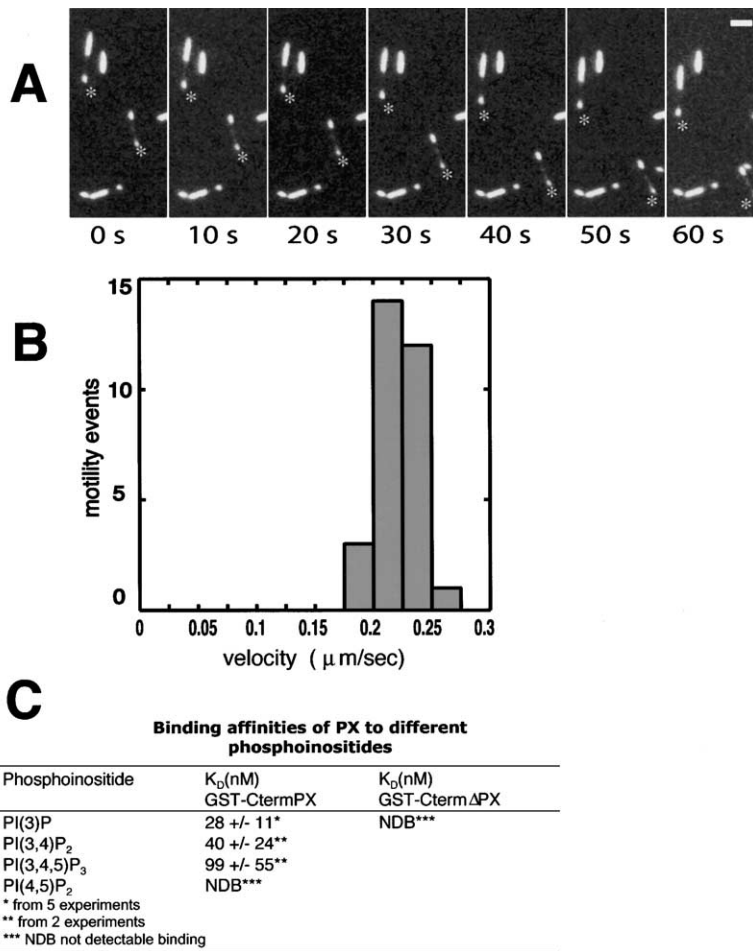 A
*
*
*
*
*
*
*
*
*
*
*
*
*
*
0 s 10 s 20 s 30 s 40 s 50 s 60 s
B
15
10
5
0
motility events
0 0.05 0.1 0.15 0.2 0.25 0.3
velocity ( μm/sec)
C
Binding affinities of PX to different
phosphoinositides
Phosphoinositide K_D(nM) K_D(nM)
GST-CtermPX GST-CtermΔPX
PI(3)P 28 +/- 11* NDB***
PI(3,4)P₂ 40 +/- 24**
PI(3,4,5)P₃ 99 +/- 55**
PI(4,5)P₂ NDB***
* from 5 experiments
** from 2 experiments
*** NDB not detectable binding